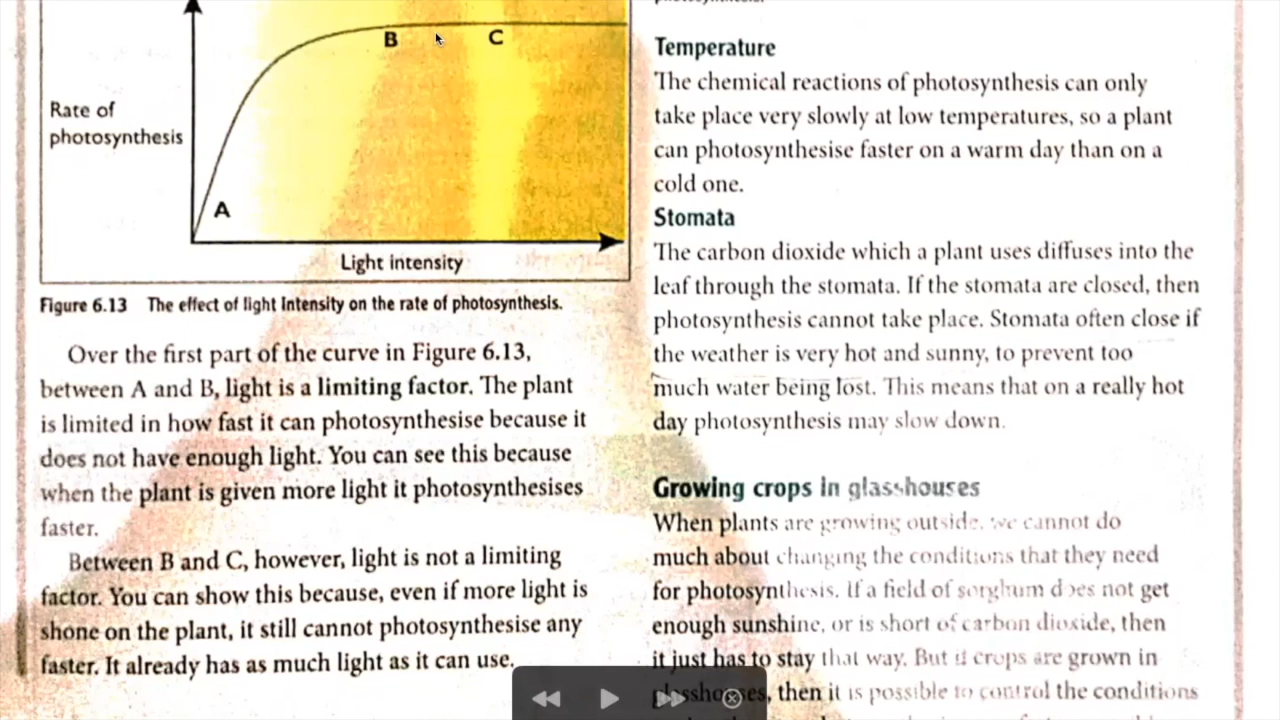 B
C
Rate of
photosynthesis
A
Light intensity
Figure 6.13 The effect of light intensity on the rate of photosynthesis.
Over the first part of the curve in Figure 6.13,
between A and B, light is a limiting factor. The plant
is limited in how fast it can photosynthesise because it
does not have enough light. You can see this because
when the plant is given more light it photosynthesises
faster.
Between B and C, however, light is not a limiting
factor. You can show this because, even if more light is
shone on the plant, it still cannot photosynthesise any
faster. It already has as much light as it can use.
Temperature
The chemical reactions of photosynthesis can only
take place very slowly at low temperatures, so a plant
can photosynthesise faster on a warm day than on a
cold one.
Stomata
The carbon dioxide which a plant uses diffuses into the
leaf through the stomata. If the stomata are closed, then
photosynthesis cannot take place. Stomata often close if
the weather is very hot and sunny, to prevent too
much water being lost. This means that on a really hot
day photosynthesis may slow down.
Growing crops in glasshouses
When plants are growing outside, we cannot do
much about changing the conditions that they need
for photosynthesis. If a field of sorghum does not get
enough sunshine, or is short of carbon dioxide, then
it just has to stay that way. But if crops are grown in
glasshouses, then it is possible to control the conditions